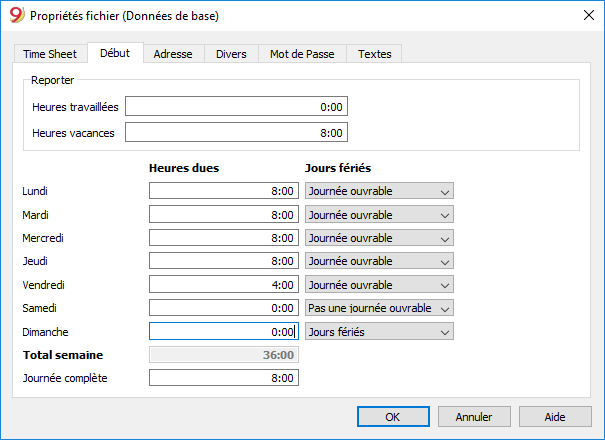 Propriétés fichier (Données de base)
Time Sheet Début Adresse Divers Mot de Passe Textes
Reporter
Heures travaillées 0:00
Heures vacances 8:00
Heures dues Jours fériés
Lundi 8:00 Journée ouvrable
Mardi 8:00 Journée ouvrable
Mercredi 8:00 Journée ouvrable
Jeudi 8:00 Journée ouvrable
Vendredi 4:00 Journée ouvrable
Samedi 0:00 Pas une journée ouvrable
Dimanche 0:00 Jours fériés
Total semaine 36:00
Journée complète 8:00
OK Annuler Aide